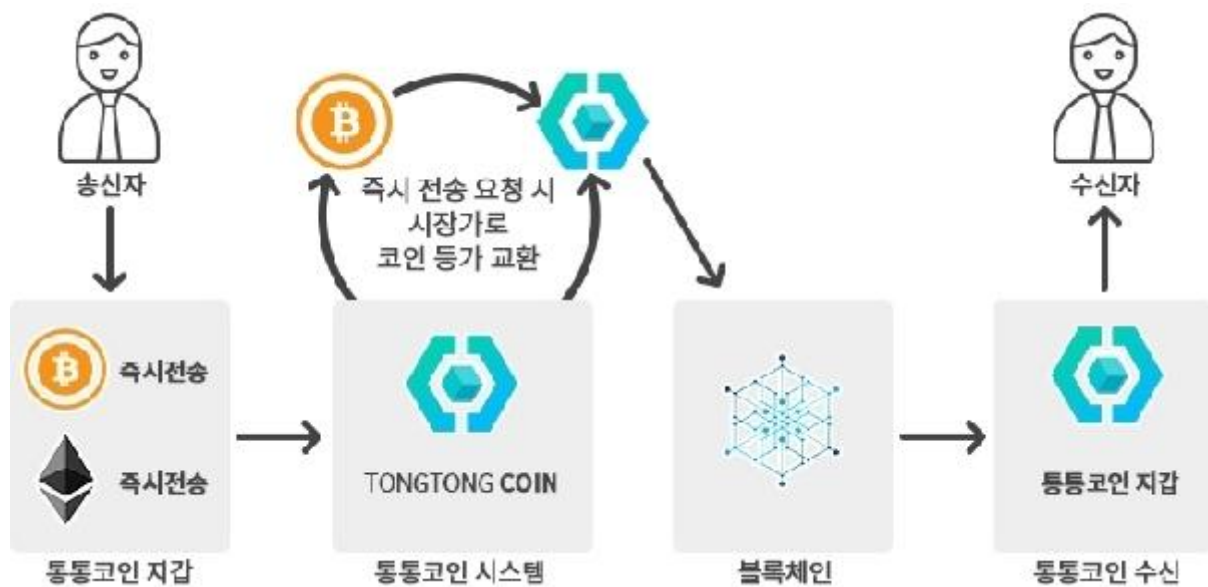 송신자
수신자
즉시 전송 요청 시
시장가로
코인 등가 교환
즉시전송
즉시전송
TONGTONG COIN
통통코인 지갑
통통코인 지갑
통통코인 시스템
블록체인
통통코인 수신